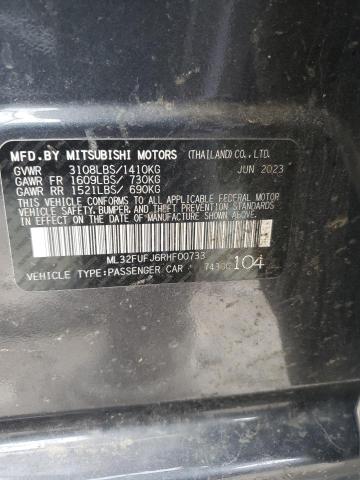 MFD.BY MITSUBISHI MOTORS (THAILAND) CO., LTD.
GVWR 3108LBS/1410KG JUN 2023
GAWR FR 1609LBS/ 730KG
GAWR RR 1521LBS/ 690KG
THIS VEHICLE CONFORMS TO ALL APPLICABLE FEDERAL MOTOR
VEHICLE SAFETY, BUMPER, AND THEFT PREVENTION STANDARDS
IN EFFECT ON THE DATE OF MANUFACTURE SHOWN ABOVE.
ML32FUFJ6RHF00733
VEHICLE TYPE:PASSENGER CAR 104